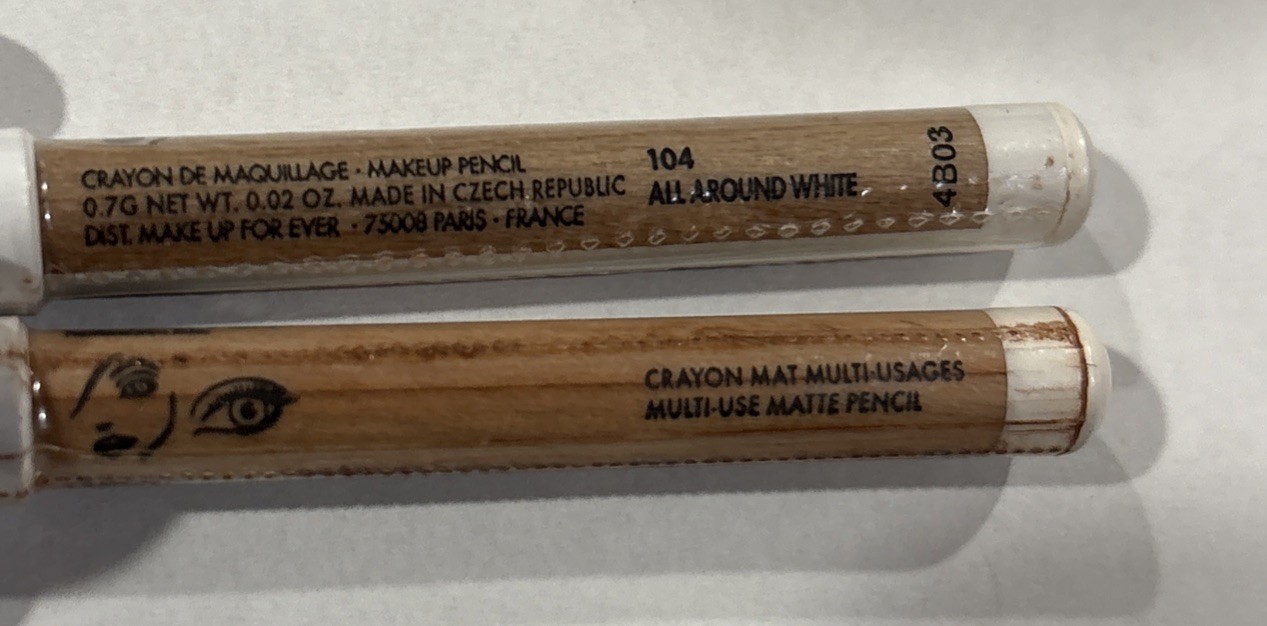 CRAYON DE MAQUILLAGE · MAKEUP PENCIL
0.7G NET WT. 0.02 OZ. MADE IN CZECH REPUBLIC
DIST. MAKE UP FOR EVER · 75008 PARIS · FRANCE
104
ALL AROUND WHITE
4B03
CRAYON MAT MULTI-USAGES
MULTI-USE MATTE PENCIL